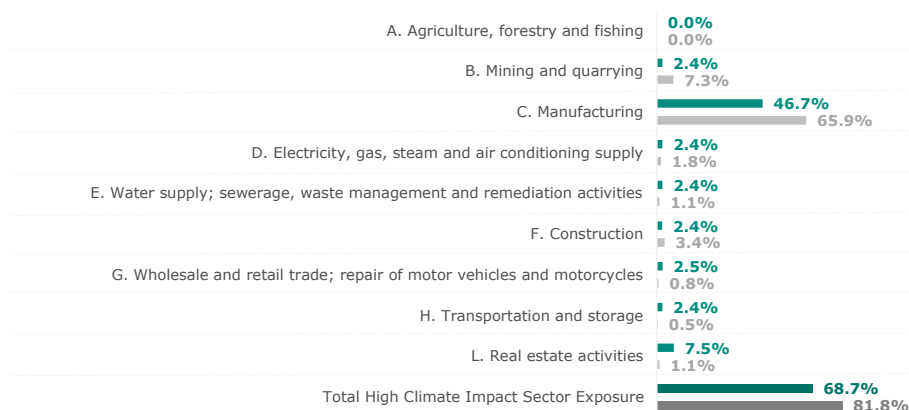 A. Agriculture, forestry and fishing
0.0%
0.0%
B. Mining and quarrying
2.4%
7.3%
C. Manufacturing
46.7%
65.9%
D. Electricity, gas, steam and air conditioning supply
2.4%
1.8%
E. Water supply; sewerage, waste management and remediation activities
2.4%
1.1%
F. Construction
2.4%
3.4%
G. Wholesale and retail trade; repair of motor vehicles and motorcycles
2.5%
0.8%
H. Transportation and storage
2.4%
0.5%
L. Real estate activities
7.5%
1.1%
Total High Climate Impact Sector Exposure
68.7%
81.8%